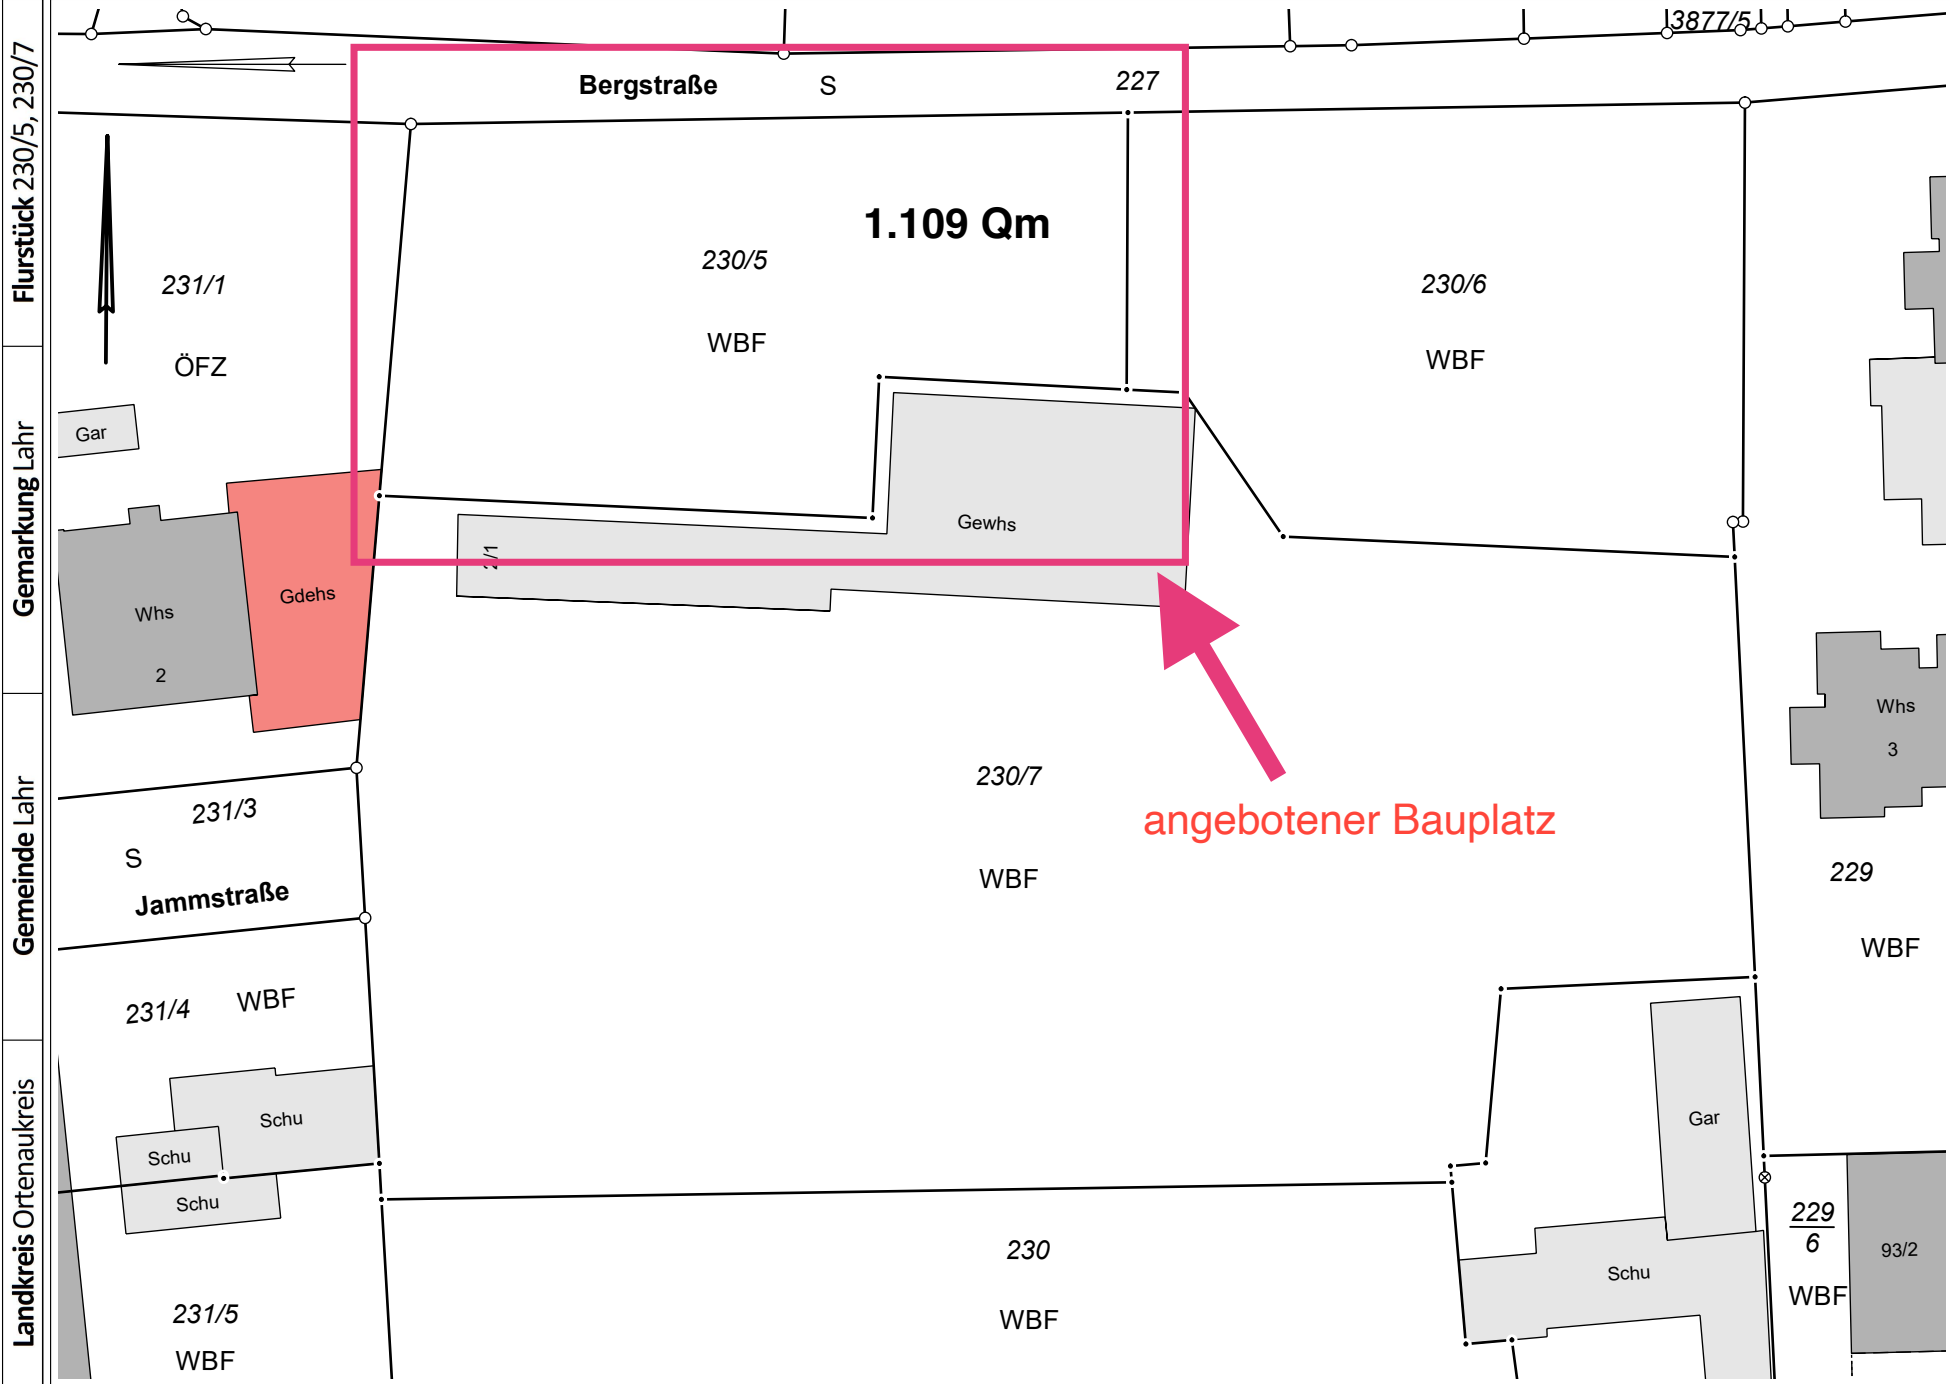 Flurstück 230/5, 230/7
Gemarkung Lahr
Gemeinde Lahr
Landkreis Ortenaukreis
3877/5
Bergstraße S 227
1.109 Qm
230/5
WBF
231/1
ÖFZ
230/6
WBF
Gar
Gewhs
2/1
Gdehs
Whs
2
Whs
3
230/7
WBF
angebotener Bauplatz
231/3
S
Jammstraße
229
WBF
231/4 WBF
Schu
Schu
Schu
Gar
229
6
WBF
93/2
230
WBF
Schu
231/5
WBF